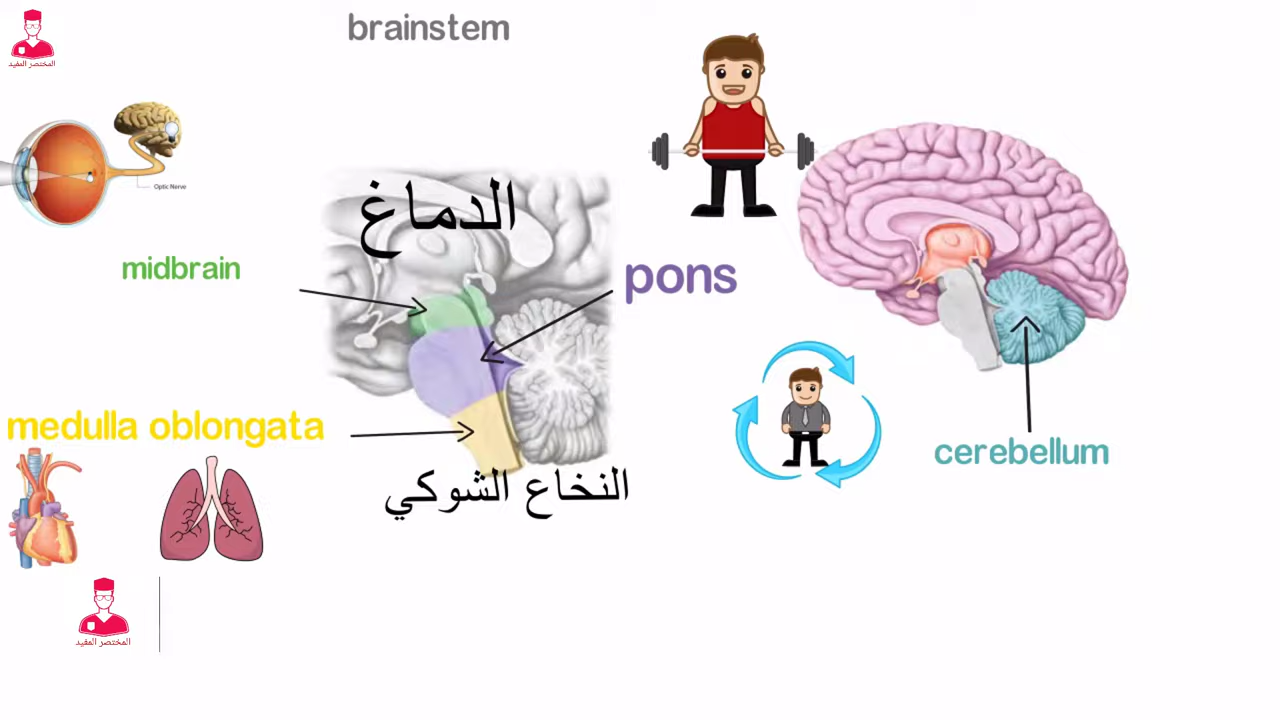 brainstem
المختصر المفيد
Optic Nerve
الدماغ
midbrain
pons
medulla oblongata
cerebellum
النخاع الشوكي
المختصر المفيد